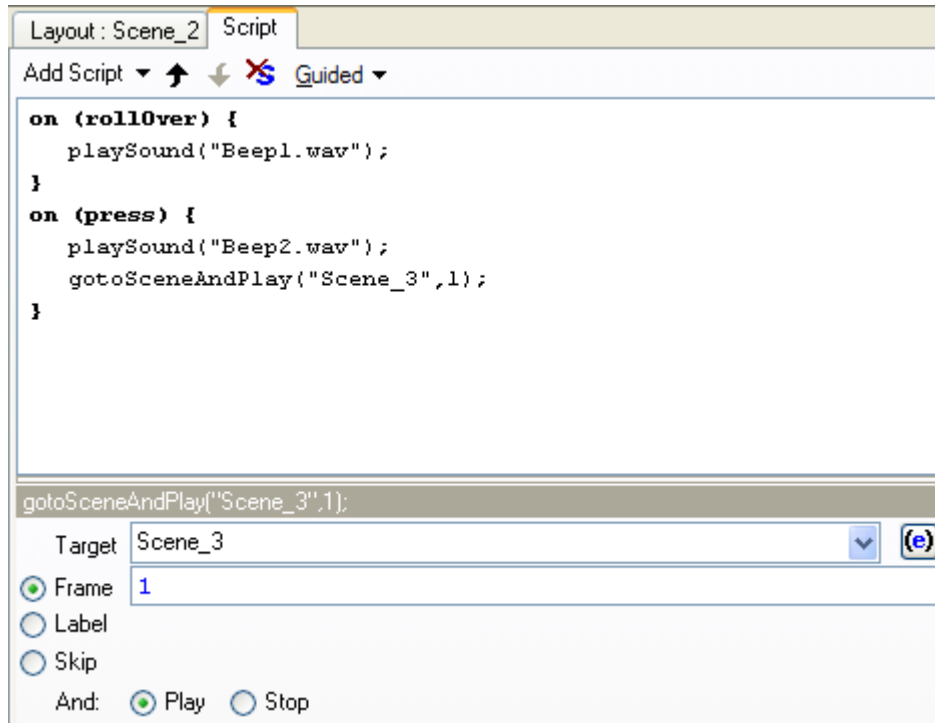 Layout : Scene_2 Script
Add Script Guided
on (rollOver) {
playSound("Beep1.wav");
}
on (press) {
playSound("Beep2.wav");
gotoSceneAndPlay("Scene_3",1);
}
gotoSceneAndPlay("Scene_3",1);
Target Scene_3 (e)
Frame 1
Label
Skip
And: Play Stop